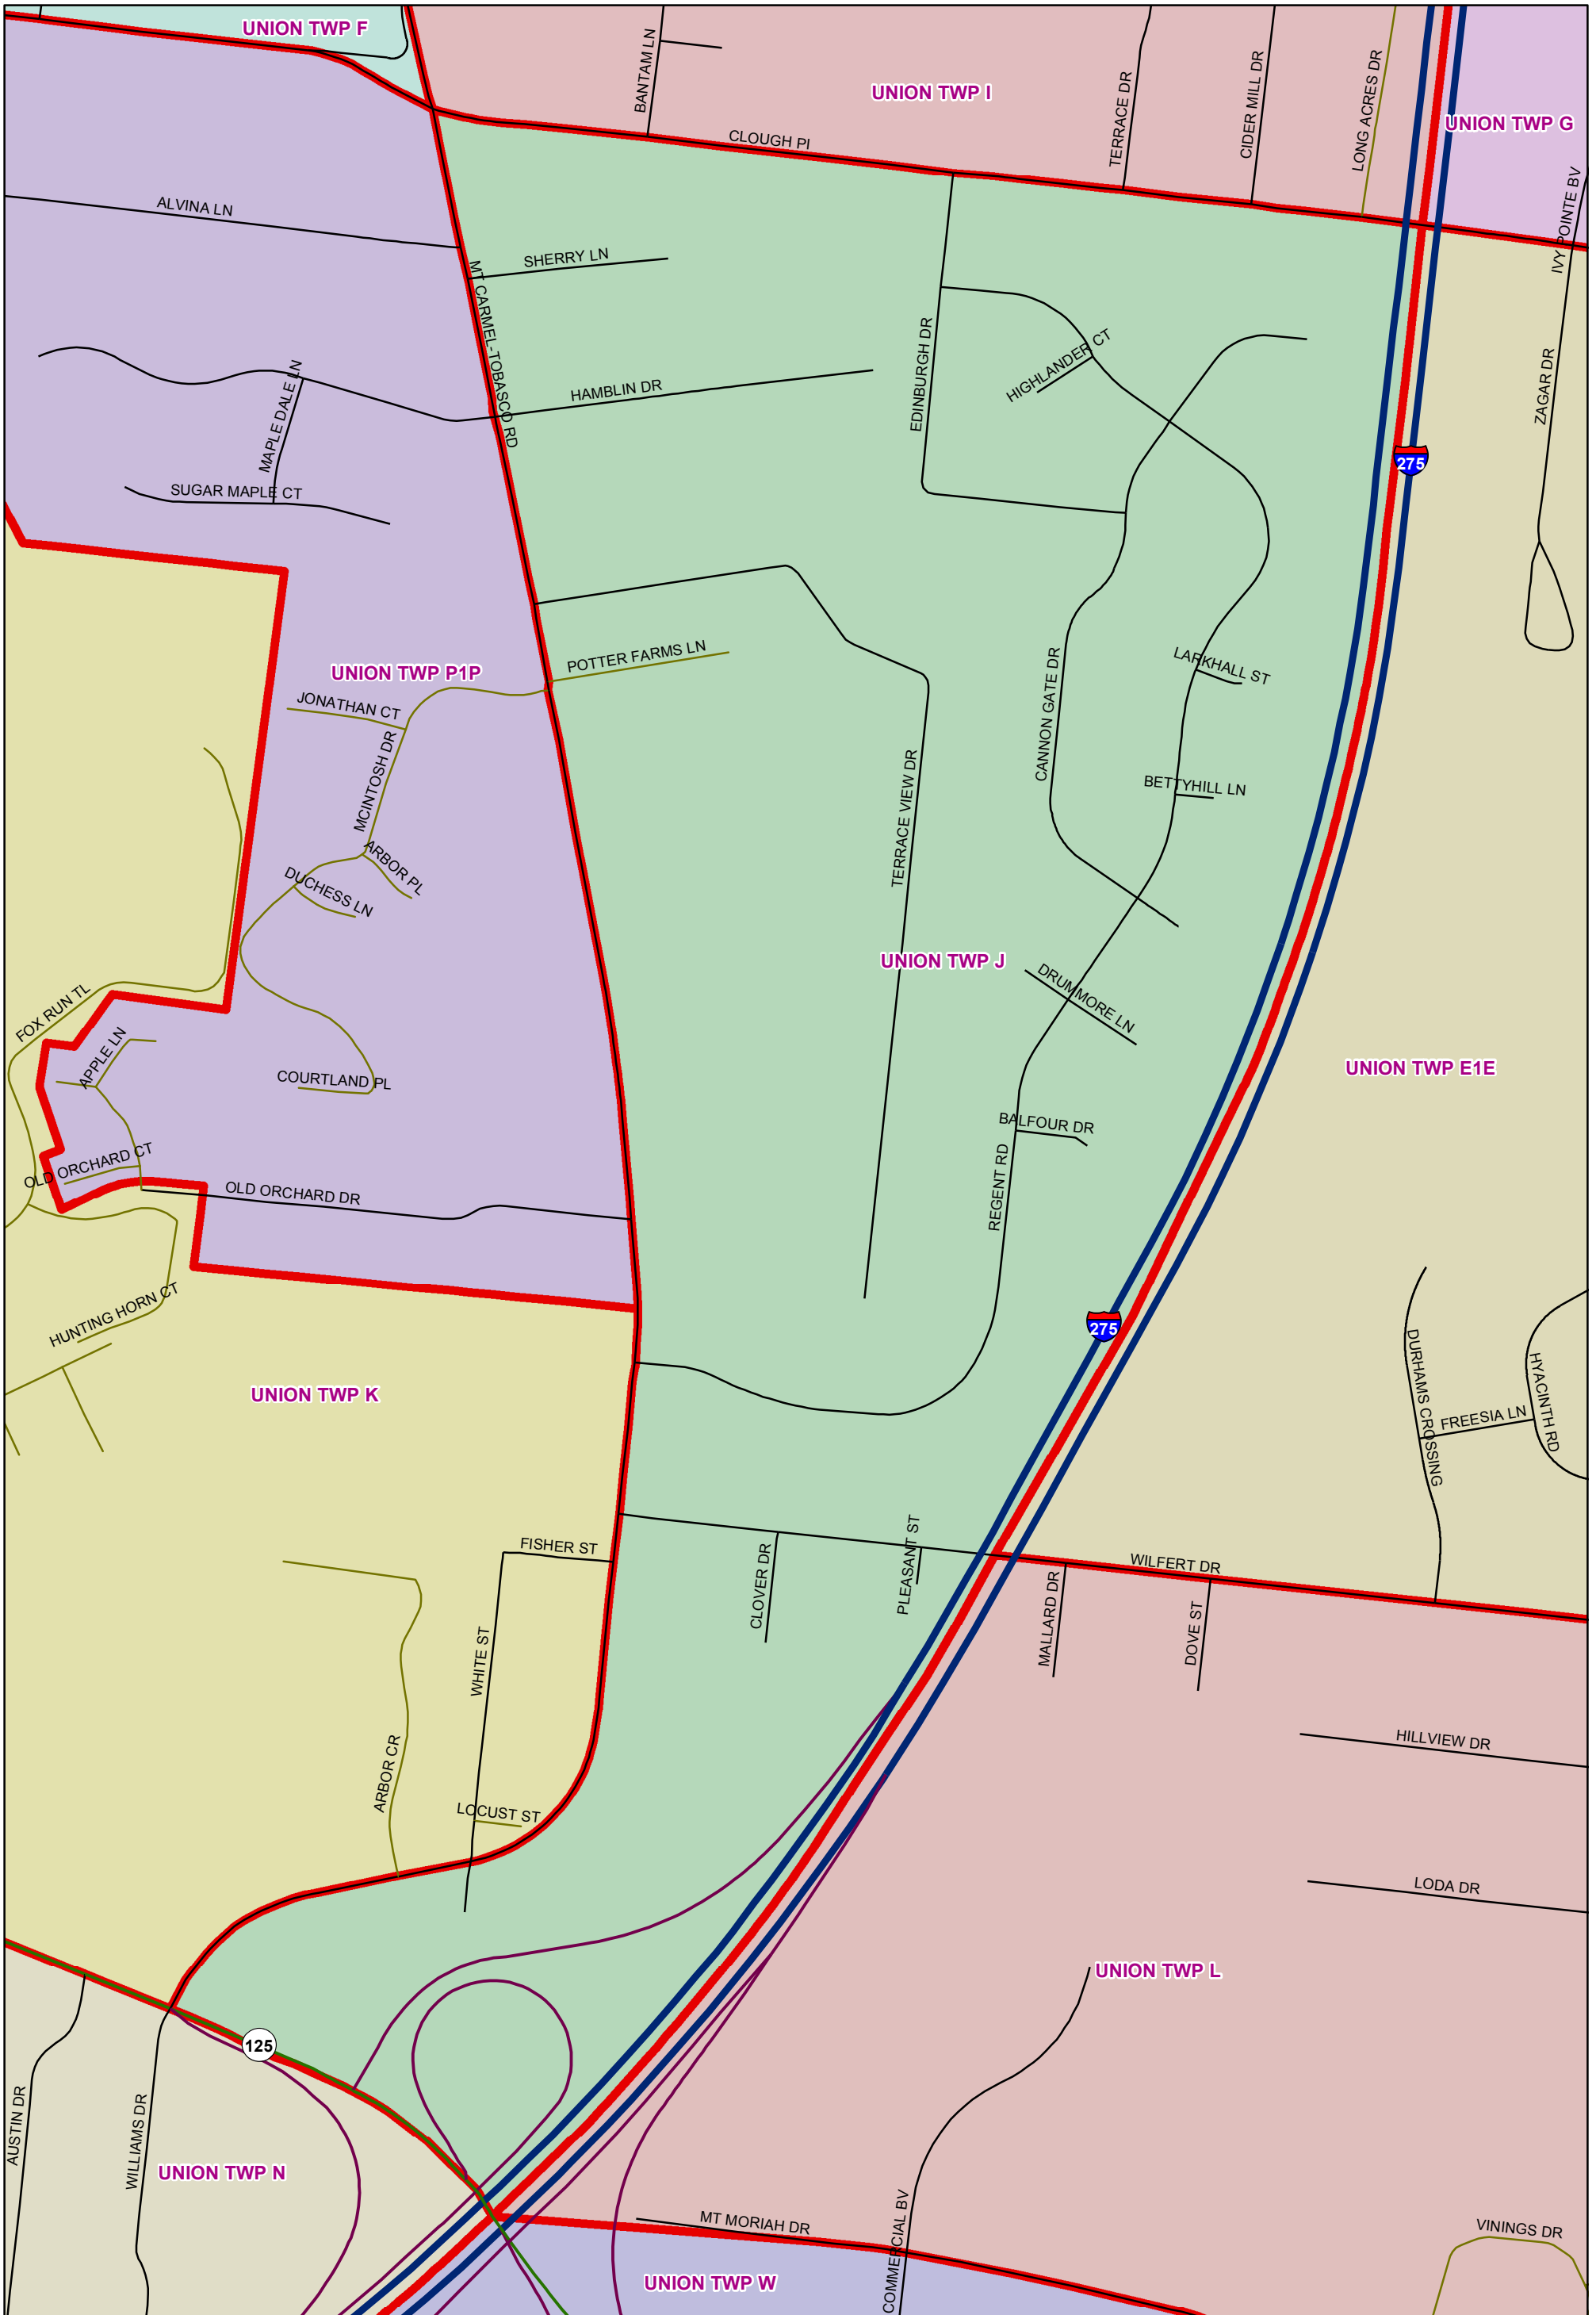 UNION TWP F
BANTAM LN
UNION TWP I
TERRACE DR
CIDER MILL DR
LONG ACRES DR
UNION TWP G
CLOUGH PI
IVY POINTE BV
ALVINA LN
SHERRY LN
MT CARMEL-TOBASCO RD
HAMBLIN DR
EDINBURGH DR
HIGHLANDER CT
ZAGAR DR
MAPLE DALE LN
275
SUGAR MAPLE CT
UNION TWP P1P
POTTER FARMS LN
LARKHALL ST
JONATHAN CT
CANNON GATE DR
MCINTOSH DR
TERRACE VIEW DR
BETTYHILL LN
ARBOR PL
DUCHESS LN
UNION TWP J
DRUMMORE LN
FOX RUN TL
APPLE LN
COURTLAND PL
UNION TWP E1E
BALFOUR DR
OLD ORCHARD CT
OLD ORCHARD DR
REGENT RD
HUNTING HORN CT
275
DURHAMS CROSSING
HYACINTH RD
UNION TWP K
FREESIA LN
FISHER ST
CLOVER DR
PLEASANT ST
WILFERT DR
MALLARD DR
DOVE ST
WHITE ST
HILLVIEW DR
ARBOR CR
LOCUST ST
LODA DR
UNION TWP L
125
AUSTIN DR
WILLIAMS DR
UNION TWP N
MT MORIAH DR
COMMERCIAL BV
VININGS DR
UNION TWP W